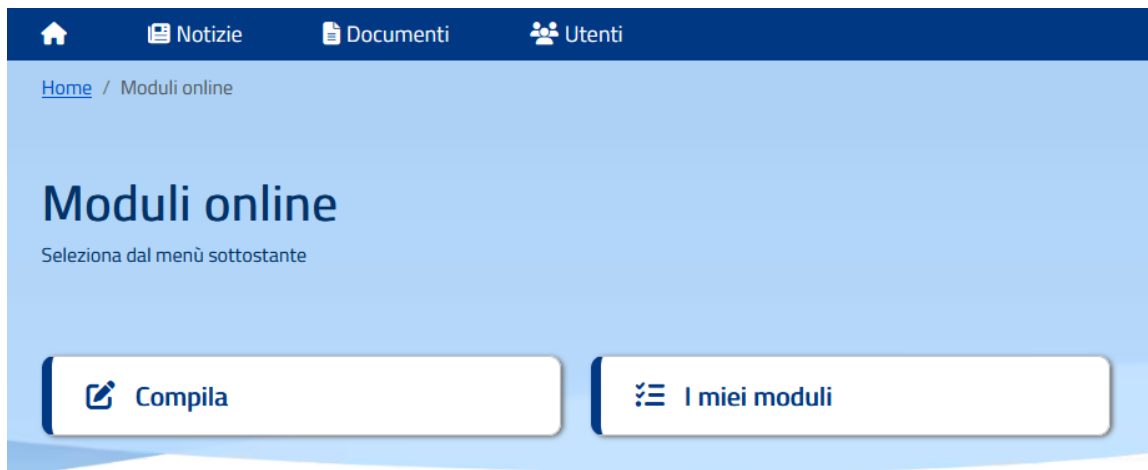 Notizie Documenti Utenti
Home / Moduli online
Moduli online
Seleziona dal menù sottostante
Compila I miei moduli